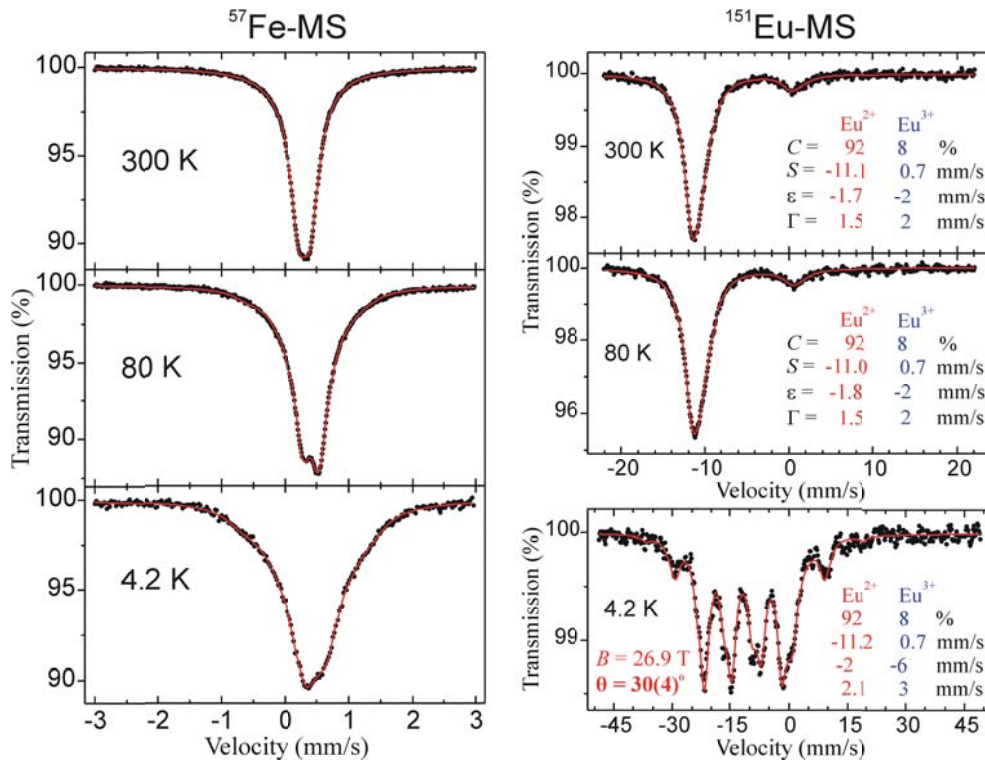 ⁵⁷Fe-MS
100
95
90
300 K
100
95
90
80 K
100
95
90
4.2 K
-3 -2 -1 0 1 2 3
Velocity (mm/s)
Transmission (%)
¹⁵¹Eu-MS
100
99
98
300 K
Eu²⁺ Eu³⁺
C = 92 8 %
S = -11.1 0.7 mm/s
ε = -1.7 -2 mm/s
Γ = 1.5 2 mm/s
100
98
96
80 K
Eu²⁺ Eu³⁺
C = 92 8 %
S = -11.0 0.7 mm/s
ε = -1.8 -2 mm/s
Γ = 1.5 2 mm/s
-20 -10 0 10 20
Velocity (mm/s)
Transmission (%)
100
99
4.2 K
B = 26.9 T
θ = 30(4)°
Eu²⁺ Eu³⁺
92 8 %
-11.2 0.7 mm/s
-2 -6 mm/s
2.1 3 mm/s
-45 -30 -15 0 15 30 45
Velocity (mm/s)
Transmission (%)